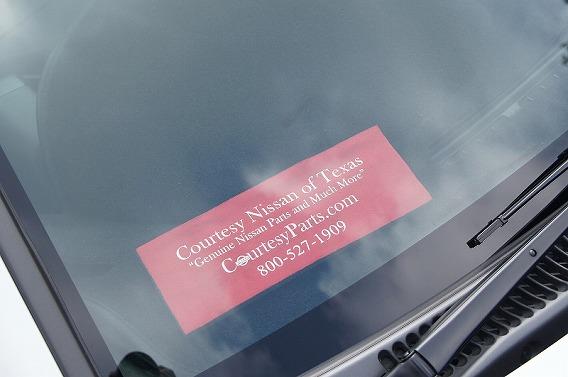 Courtesy Nissan of Texas
"Genuine Nissan Parts and Much More"
CourtesyParts.com
800-527-1909